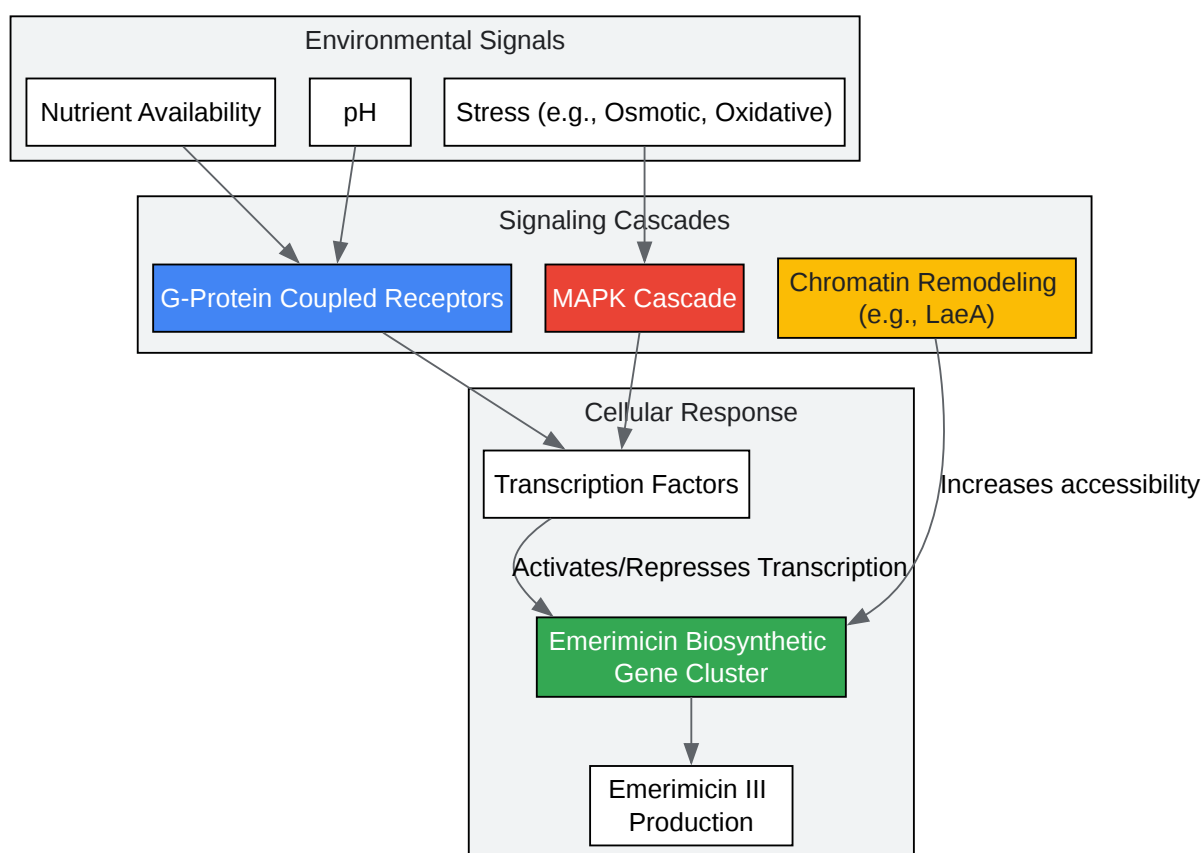 Environmental Signals
Nutrient Availability
pH
Stress (e.g., Osmotic, Oxidative)
Signaling Cascades
G-Protein Coupled Receptors
MAPK Cascade
Chromatin Remodeling
(e.g., LaeA)
Cellular Response
Transcription Factors
Increases accessibility
Activates/Represses Transcription
Emerimicin Biosynthetic
Gene Cluster
Emerimicin III
Production